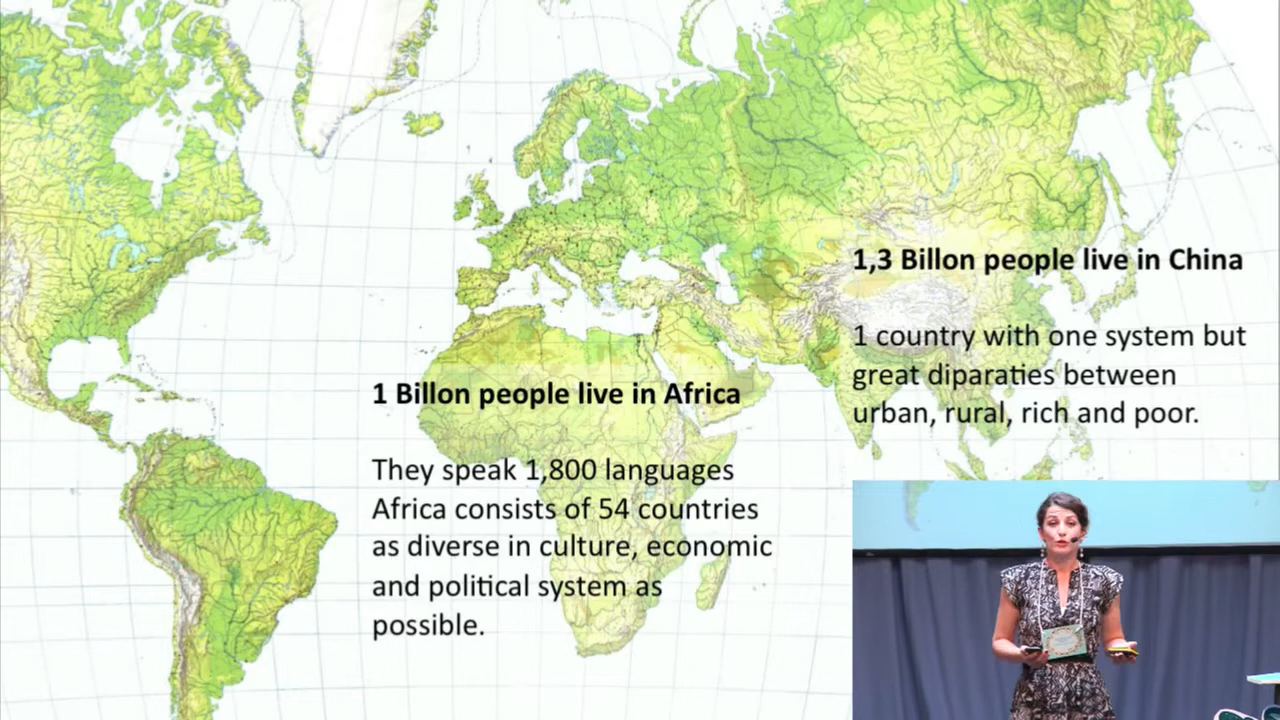 1,3 Billon people live in China
1 country with one system but
great diparaties between
urban, rural, rich and poor.
1 Billon people live in Africa
They speak 1,800 languages
Africa consists of 54 countries
as diverse in culture, economic
and political system as
possible.